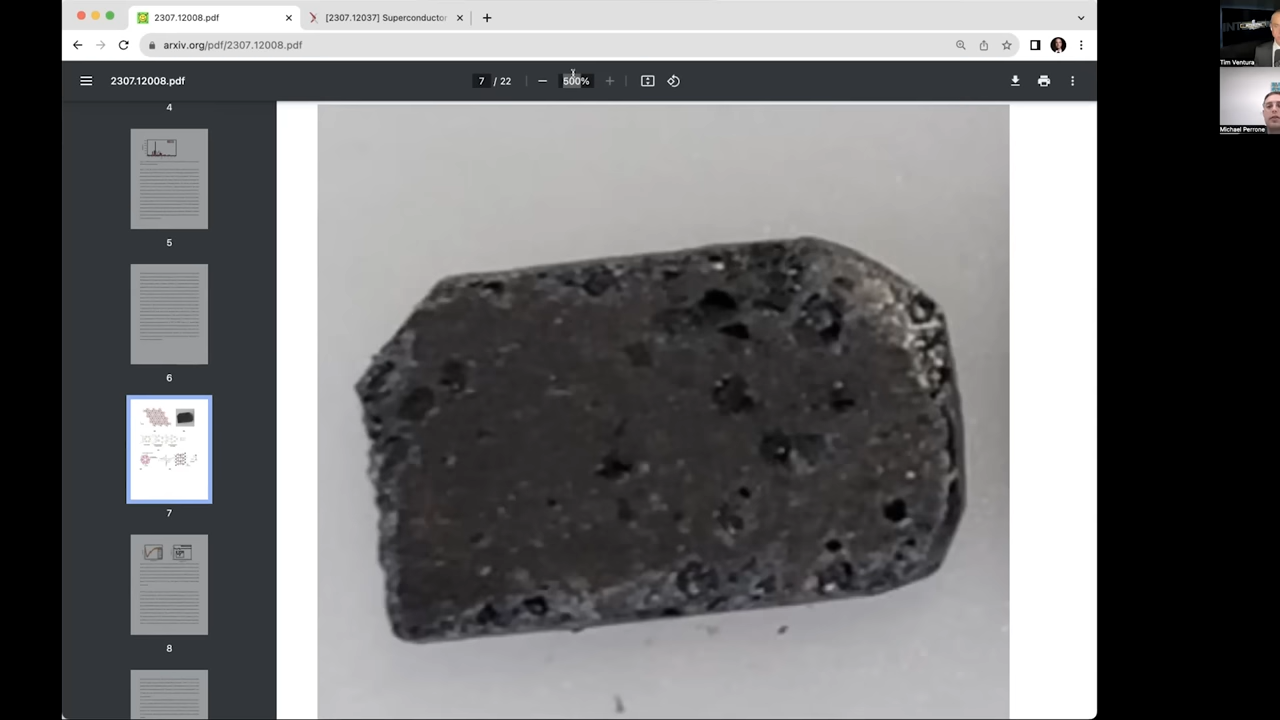 2307.12008.pdf
[2307.12037] Superconductor
arxiv.org/pdf/2307.12008.pdf
2307.12008.pdf
7 / 22
500%
4
5
6
7
8
Tim Ventura
Michael Perrone